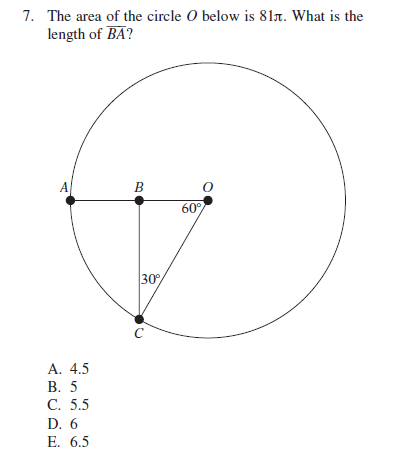 7. The area of the circle O below is 81π. What is the
length of BA?
A
B
O
60°
30°
C
A. 4.5
B. 5
C. 5.5
D. 6
E. 6.5